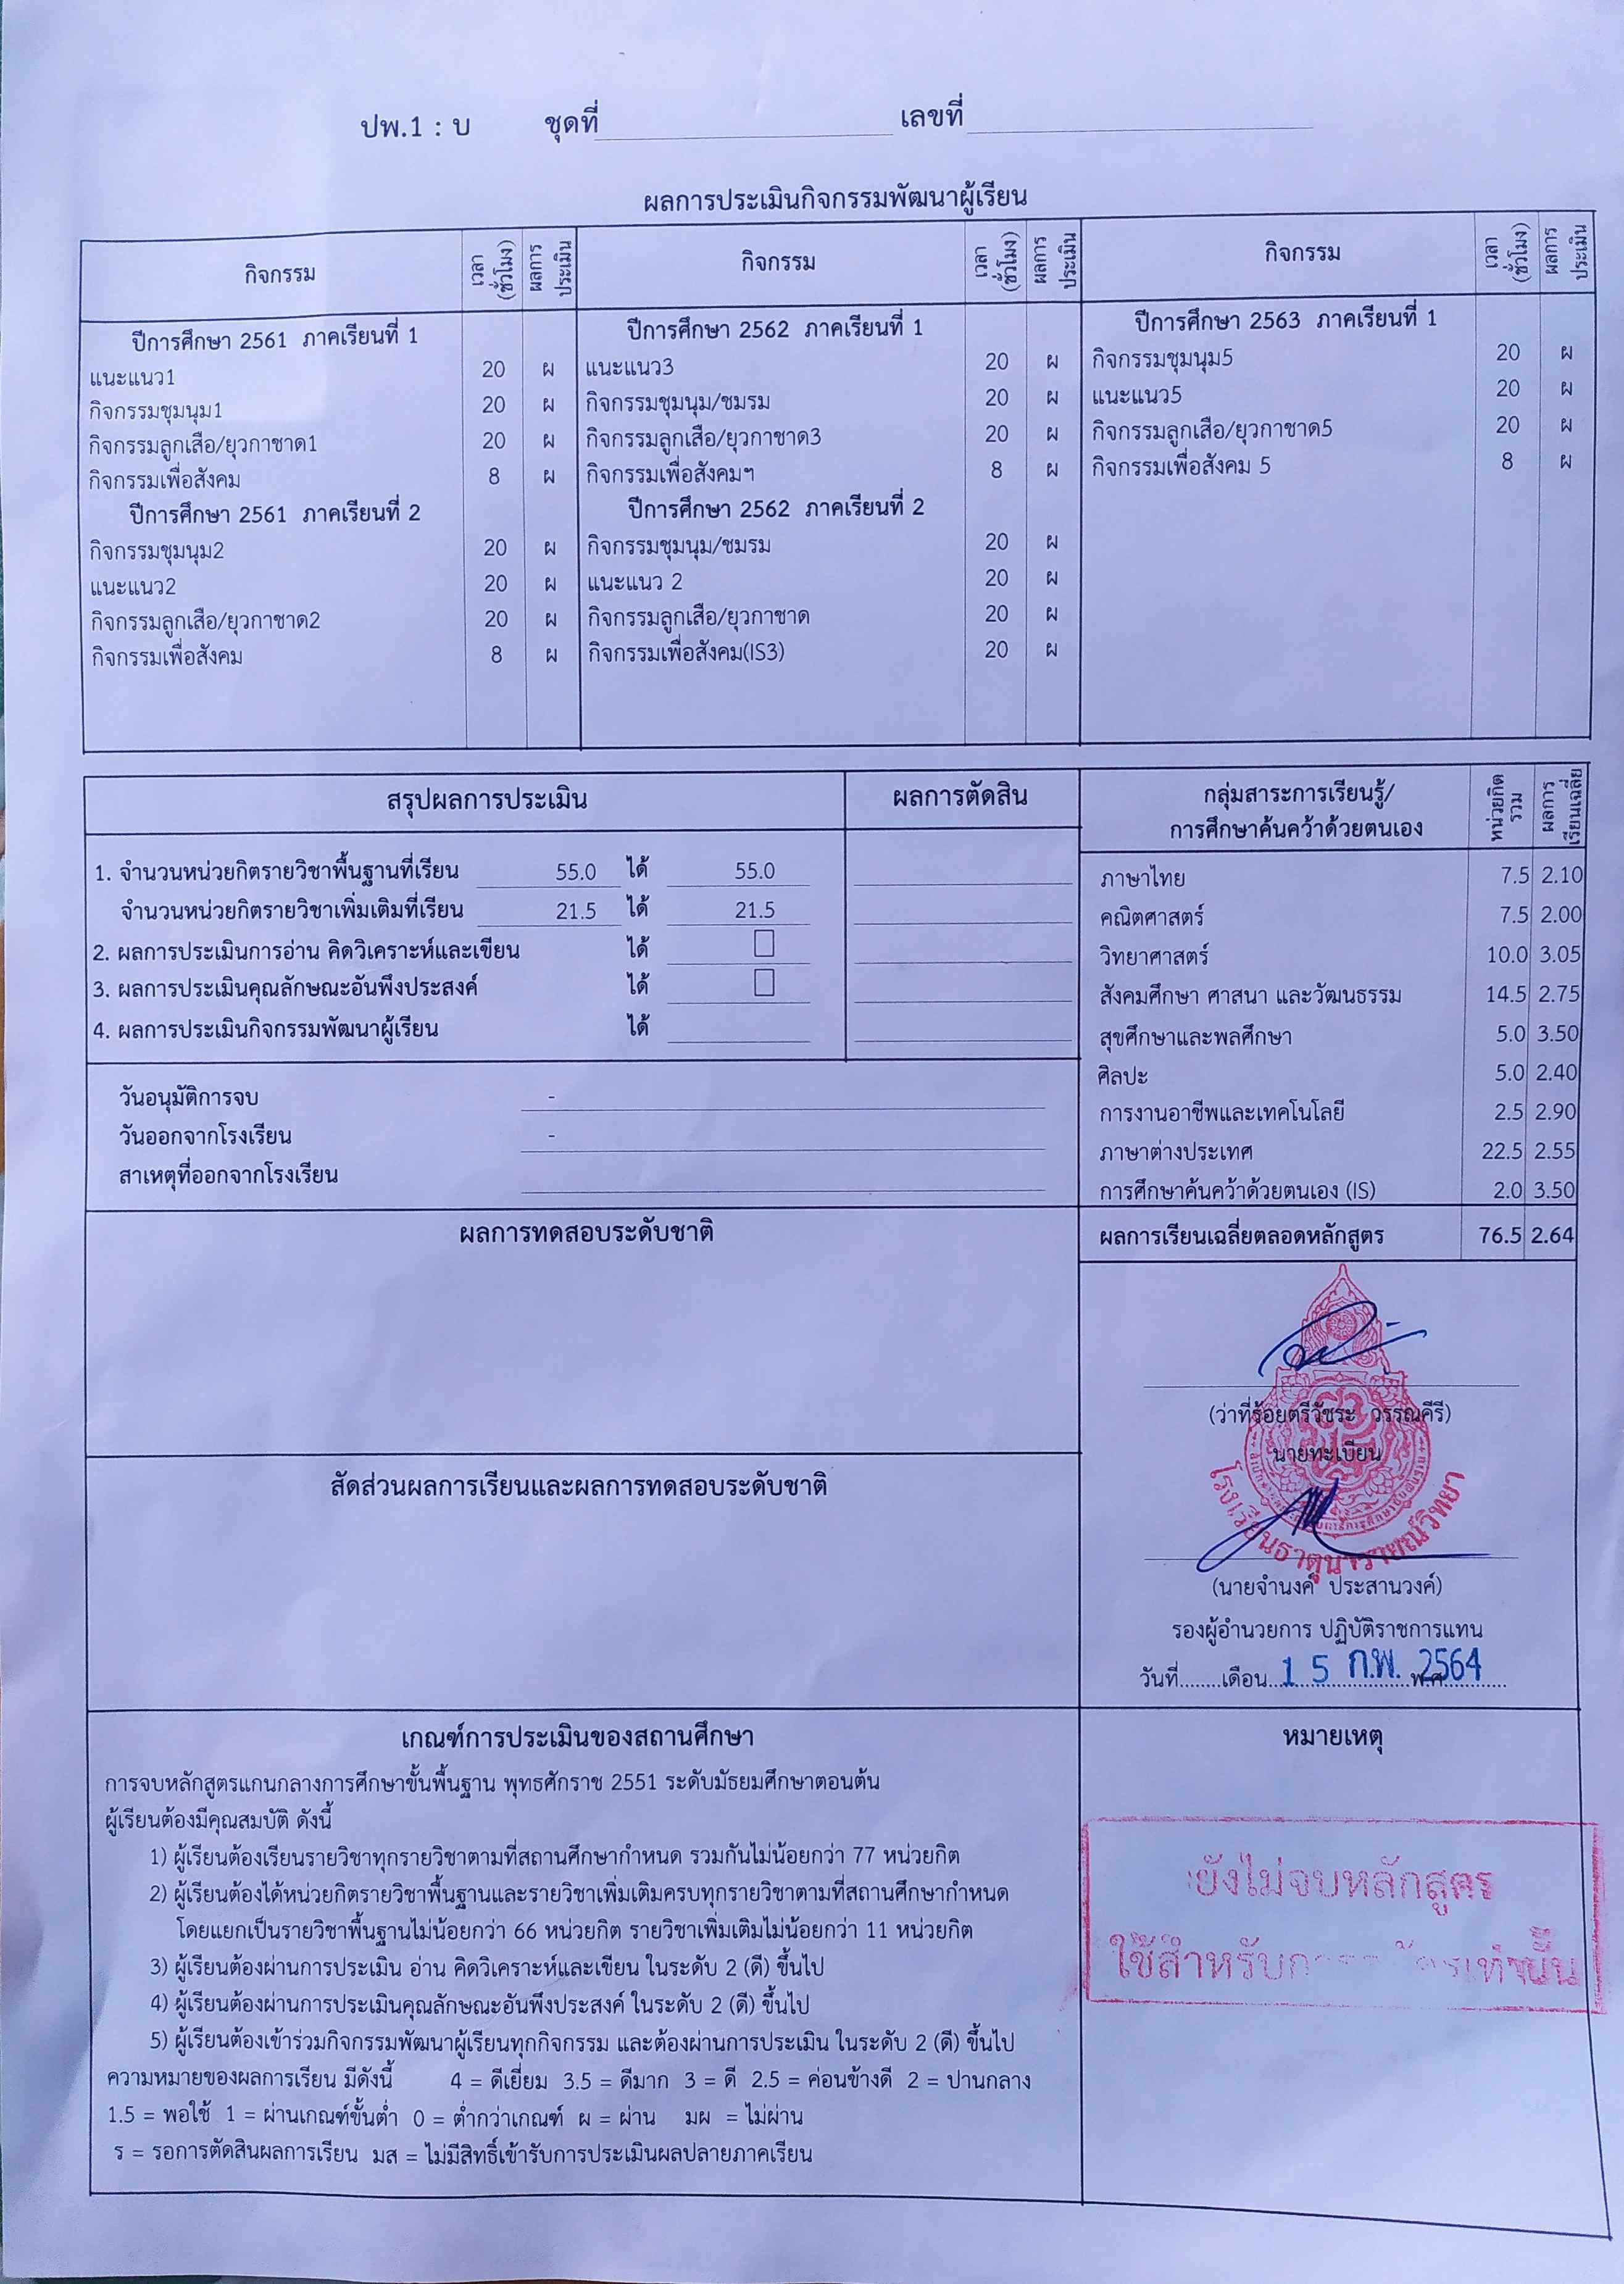 ปพ.1 : บ ชุดที่ เลขที่
ผลการประเมินกิจกรรมพัฒนาผู้เรียน
กิจกรรม เวลา (ชั่วโมง) ผลการประเมิน กิจกรรม เวลา (ชั่วโมง) ผลการประเมิน กิจกรรม เวลา (ชั่วโมง) ผลการประเมิน
ปีการศึกษา 2561 ภาคเรียนที่ 1
แนะแนว1 20 ผ
กิจกรรมชุมนุม1 20 ผ
กิจกรรมลูกเสือ/ยุวกาชาด1 20 ผ
กิจกรรมเพื่อสังคม 8 ผ
ปีการศึกษา 2561 ภาคเรียนที่ 2
กิจกรรมชุมนุม2 20 ผ
แนะแนว2 20 ผ
กิจกรรมลูกเสือ/ยุวกาชาด2 20 ผ
กิจกรรมเพื่อสังคม 8 ผ
ปีการศึกษา 2562 ภาคเรียนที่ 1
แนะแนว3 20 ผ
กิจกรรมชุมนุม/ชมรม 20 ผ
กิจกรรมลูกเสือ/ยุวกาชาด3 20 ผ
กิจกรรมเพื่อสังคมฯ 8 ผ
ปีการศึกษา 2562 ภาคเรียนที่ 2
กิจกรรมชุมนุม/ชมรม 20 ผ
แนะแนว 2 20 ผ
กิจกรรมลูกเสือ/ยุวกาชาด 20 ผ
กิจกรรมเพื่อสังคม(IS3) 20 ผ
ปีการศึกษา 2563 ภาคเรียนที่ 1
กิจกรรมชุมนุม5 20 ผ
แนะแนว5 20 ผ
กิจกรรมลูกเสือ/ยุวกาชาด5 20 ผ
กิจกรรมเพื่อสังคม 5 8 ผ
สรุปผลการประเมิน ผลการตัดสิน
1. จำนวนหน่วยกิตรายวิชาพื้นฐานที่เรียน 55.0 ได้ 55.0
จำนวนหน่วยกิตรายวิชาเพิ่มเติมที่เรียน 21.5 ได้ 21.5
2. ผลการประเมินการอ่าน คิดวิเคราะห์และเขียน ได้
3. ผลการประเมินคุณลักษณะอันพึงประสงค์ ได้
4. ผลการประเมินกิจกรรมพัฒนาผู้เรียน ได้
วันอนุมัติการจบ -
วันออกจากโรงเรียน -
สาเหตุที่ออกจากโรงเรียน
กลุ่มสาระการเรียนรู้/
การศึกษาค้นคว้าด้วยตนเอง หน่วยกิตรวม ผลการเรียนเฉลี่ย
ภาษาไทย 7.5 2.10
คณิตศาสตร์ 7.5 2.00
วิทยาศาสตร์ 10.0 3.05
สังคมศึกษา ศาสนา และวัฒนธรรม 14.5 2.75
สุขศึกษาและพลศึกษา 5.0 3.50
ศิลปะ 5.0 2.40
การงานอาชีพและเทคโนโลยี 2.5 2.90
ภาษาต่างประเทศ 22.5 2.55
การศึกษาค้นคว้าด้วยตนเอง (IS) 2.0 3.50
ผลการเรียนเฉลี่ยตลอดหลักสูตร 76.5 2.64
ผลการทดสอบระดับชาติ
สัดส่วนผลการเรียนและผลการทดสอบระดับชาติ
(ว่าที่ร้อยตรีวัชระ วรรณคีรี)
นายทะเบียน
โรงเรียนธาตุนารายณ์วิทยา
(นายจำนงค์ ประสานวงค์)
รองผู้อำนวยการ ปฏิบัติราชการแทน
วันที่........เดือน...15 ก.พ. 2564 พ.ศ.
เกณฑ์การประเมินของสถานศึกษา
การจบหลักสูตรแกนกลางการศึกษาขั้นพื้นฐาน พุทธศักราช 2551 ระดับมัธยมศึกษาตอนต้น
ผู้เรียนต้องมีคุณสมบัติ ดังนี้
1) ผู้เรียนต้องเรียนรายวิชาทุกรายวิชาตามที่สถานศึกษากำหนด รวมกันไม่น้อยกว่า 77 หน่วยกิต
2) ผู้เรียนต้องได้หน่วยกิตรายวิชาพื้นฐานและรายวิชาเพิ่มเติมครบทุกรายวิชาตามที่สถานศึกษากำหนด
โดยแยกเป็นรายวิชาพื้นฐานไม่น้อยกว่า 66 หน่วยกิต รายวิชาเพิ่มเติมไม่น้อยกว่า 11 หน่วยกิต
3) ผู้เรียนต้องผ่านการประเมิน อ่าน คิดวิเคราะห์และเขียน ในระดับ 2 (ดี) ขึ้นไป
4) ผู้เรียนต้องผ่านการประเมินคุณลักษณะอันพึงประสงค์ ในระดับ 2 (ดี) ขึ้นไป
5) ผู้เรียนต้องเข้าร่วมกิจกรรมพัฒนาผู้เรียนทุกกิจกรรม และต้องผ่านการประเมิน ในระดับ 2 (ดี) ขึ้นไป
ความหมายของผลการเรียน มีดังนี้ 4 = ดีเยี่ยม 3.5 = ดีมาก 3 = ดี 2.5 = ค่อนข้างดี 2 = ปานกลาง
1.5 = พอใช้ 1 = ผ่านเกณฑ์ขั้นต่ำ 0 = ต่ำกว่าเกณฑ์ ผ = ผ่าน มผ = ไม่ผ่าน
ร = รอการตัดสินผลการเรียน มส = ไม่มีสิทธิ์เข้ารับการประเมินผลปลายภาคเรียน
หมายเหตุ
ยังไม่จบหลักสูตร
ใช้สำหรับ เท่านั้น